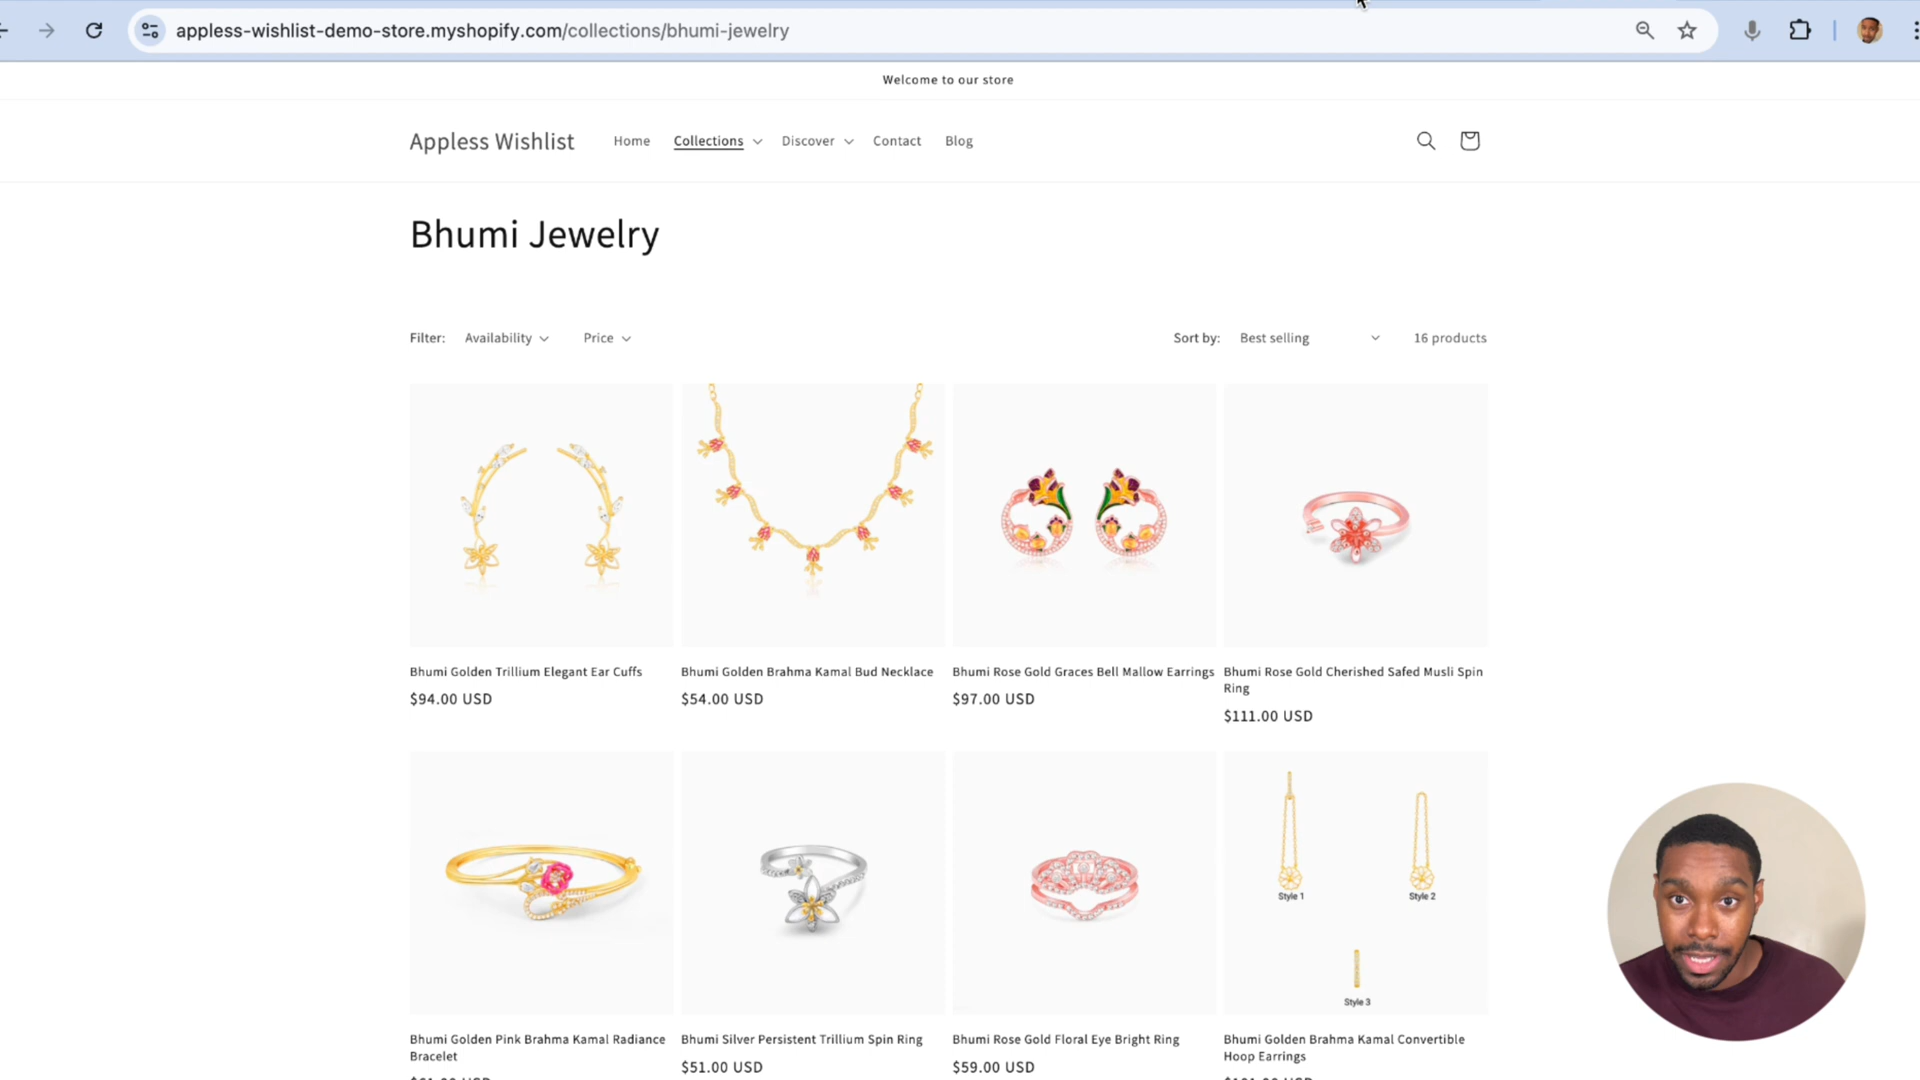 appless-wishlist-demo-store.myshopify.com/collections/bhumi-jewelry
Welcome to our store
Appless Wishlist
Home
Collections
Discover
Contact
Blog
Bhumi Jewelry
Filter:
Availability
Price
Sort by:
Best selling
16 products
Bhumi Golden Trillium Elegant Ear Cuffs
$94.00 USD
Bhumi Golden Brahma Kamal Bud Necklace
$54.00 USD
Bhumi Rose Gold Graces Bell Mallow Earrings
$97.00 USD
Bhumi Rose Gold Cherished Safed Musli Spin
Ring
$111.00 USD
Style 1
Style 2
Style 3
Bhumi Golden Pink Brahma Kamal Radiance
Bracelet
Bhumi Silver Persistent Trillium Spin Ring
$51.00 USD
Bhumi Rose Gold Floral Eye Bright Ring
$59.00 USD
Bhumi Golden Brahma Kamal Convertible
Hoop Earrings